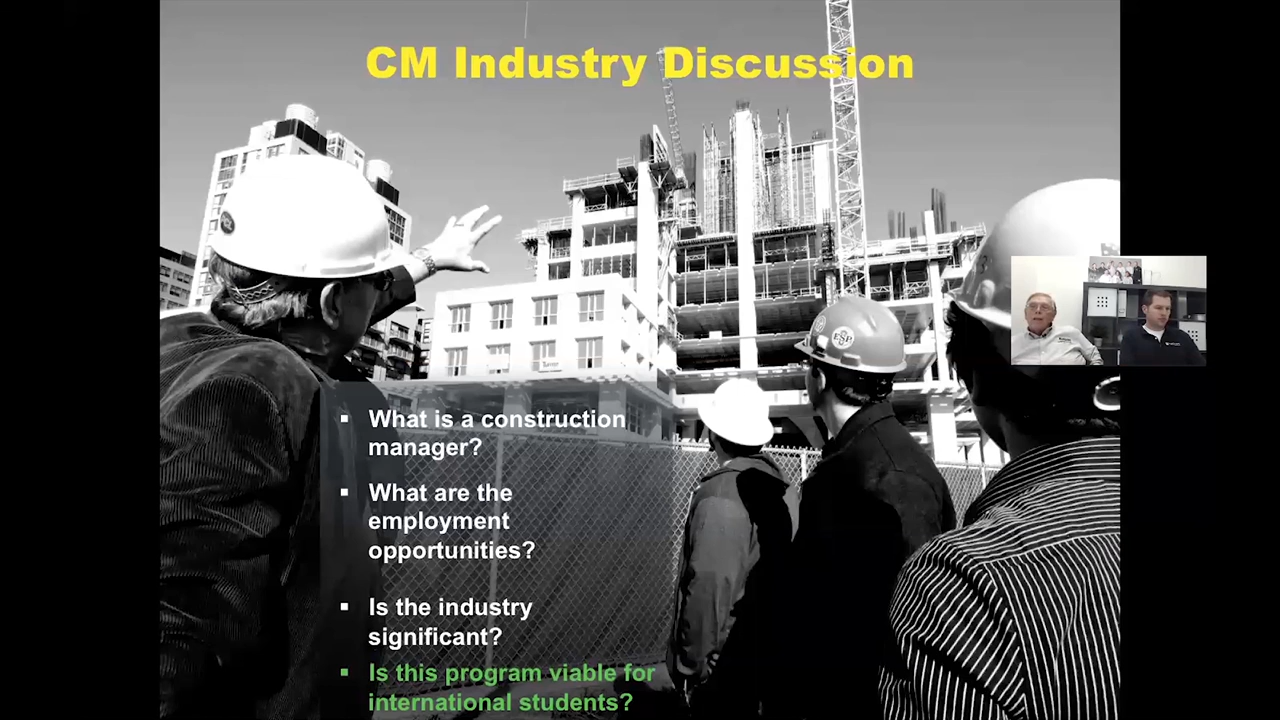 CM Industry Discussion
ESP
▪ What is a construction
manager?
▪ What are the
employment
opportunities?
▪ Is the industry
significant?
▪ Is this program viable for
international students?